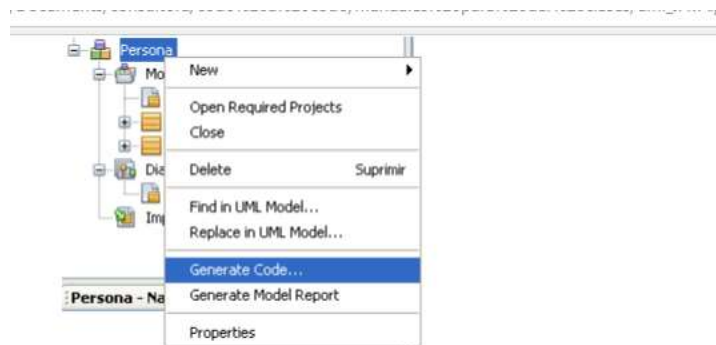 Persona
Mo
New
Open Required Projects
Close
Dia
Delete Suprimir
Find in UML Model...
Imp
Replace in UML Model...
Generate Code...
Persona - Na
Generate Model Report
Properties